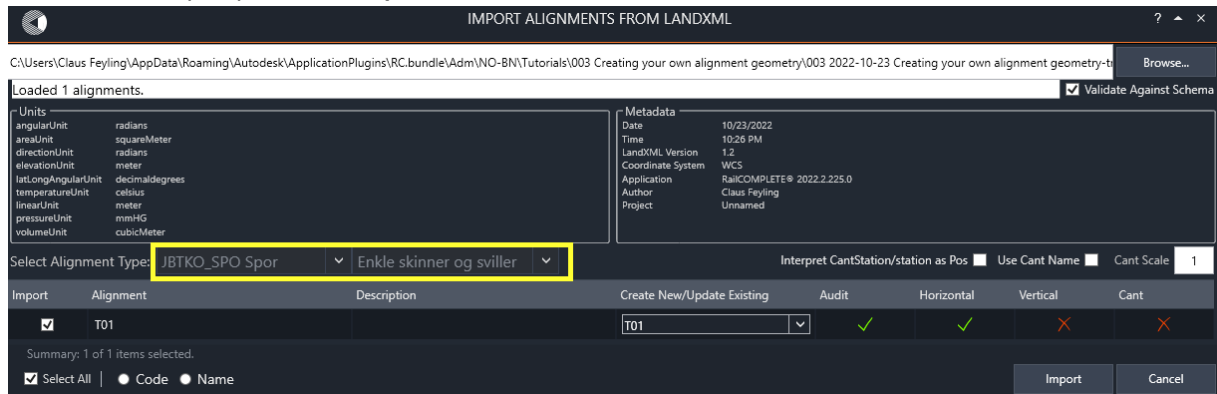 IMPORT ALIGNMENTS FROM LANDXML
? 
C:\Users\Claus Feyling\AppData\Roaming\Autodesk\ApplicationPlugins\RC.bundle\Adm\NO-BN\Tutorials\003 Creating your own alignment geometry\003 2022-10-23 Creating your own alignment geometry-t Browse...
Loaded 1 alignments. Validate Against Schema
Units
angularUnit radians
areaUnit squareMeter
directionUnit radians
elevationUnit meter
latLongAngularUnit decimaldegrees
temperatureUnit celsius
linearUnit meter
pressureUnit mmHG
volumeUnit cubicMeter
Metadata
Date 10/23/2022
Time 10:26 PM
LandXML Version 1.2
Coordinate System WCS
Application RailCOMPLETE® 2022.2.225.0
Author Claus Feyling
Project Unnamed
Select Alignment Type: JBTKO_SPO Spor Enkle skinner og sviller Interpret CantStation/station as Pos Use Cant Name Cant Scale 1
Import Alignment Description Create New/Update Existing Audit Horizontal Vertical Cant
T01 T01
Summary: 1 of 1 items selected.
Select All | Code Name Import Cancel